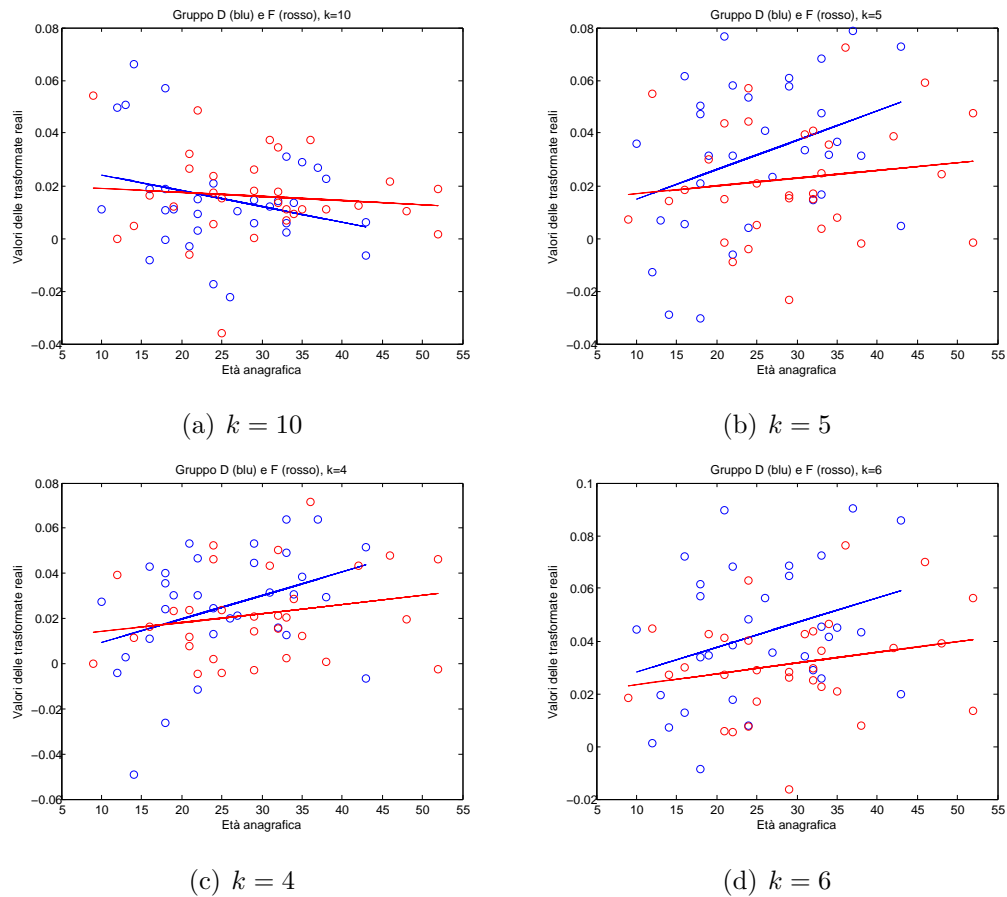 Gruppo D (blu) e F (rosso), k=10
0.08
0.06
0.04
0.02
0
−0.02
−0.04
Valori delle trasformate reali
5 10 15 20 25 30 35 40 45 50 55
Età anagrafica
(a) k = 10
Gruppo D (blu) e F (rosso), k=5
0.08
0.06
0.04
0.02
0
−0.02
−0.04
Valori delle trasformate reali
5 10 15 20 25 30 35 40 45 50 55
Età anagrafica
(b) k = 5
Gruppo D (blu) e F (rosso), k=4
0.08
0.06
0.04
0.02
0
−0.02
−0.04
−0.06
Valori delle trasformate reali
5 10 15 20 25 30 35 40 45 50 55
Età anagrafica
(c) k = 4
Gruppo D (blu) e F (rosso), k=6
0.1
0.08
0.06
0.04
0.02
0
−0.02
Valori delle trasformate reali
5 10 15 20 25 30 35 40 45 50 55
Età anagrafica
(d) k = 6